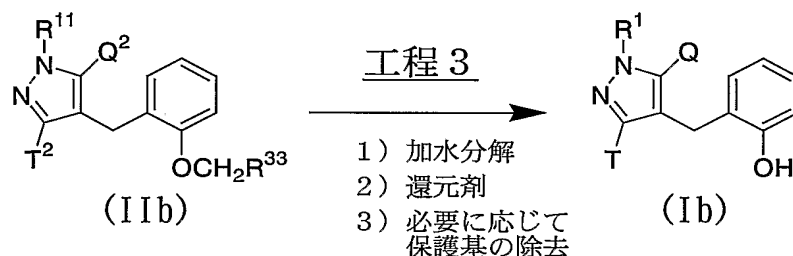 R¹¹
Q²
N
N
T²
OCH₂R³³
(IIb)
工程3
1) 加水分解
2) 還元剤
3) 必要に応じて
保護基の除去
R¹
Q
N
N
T
OH
(Ib)